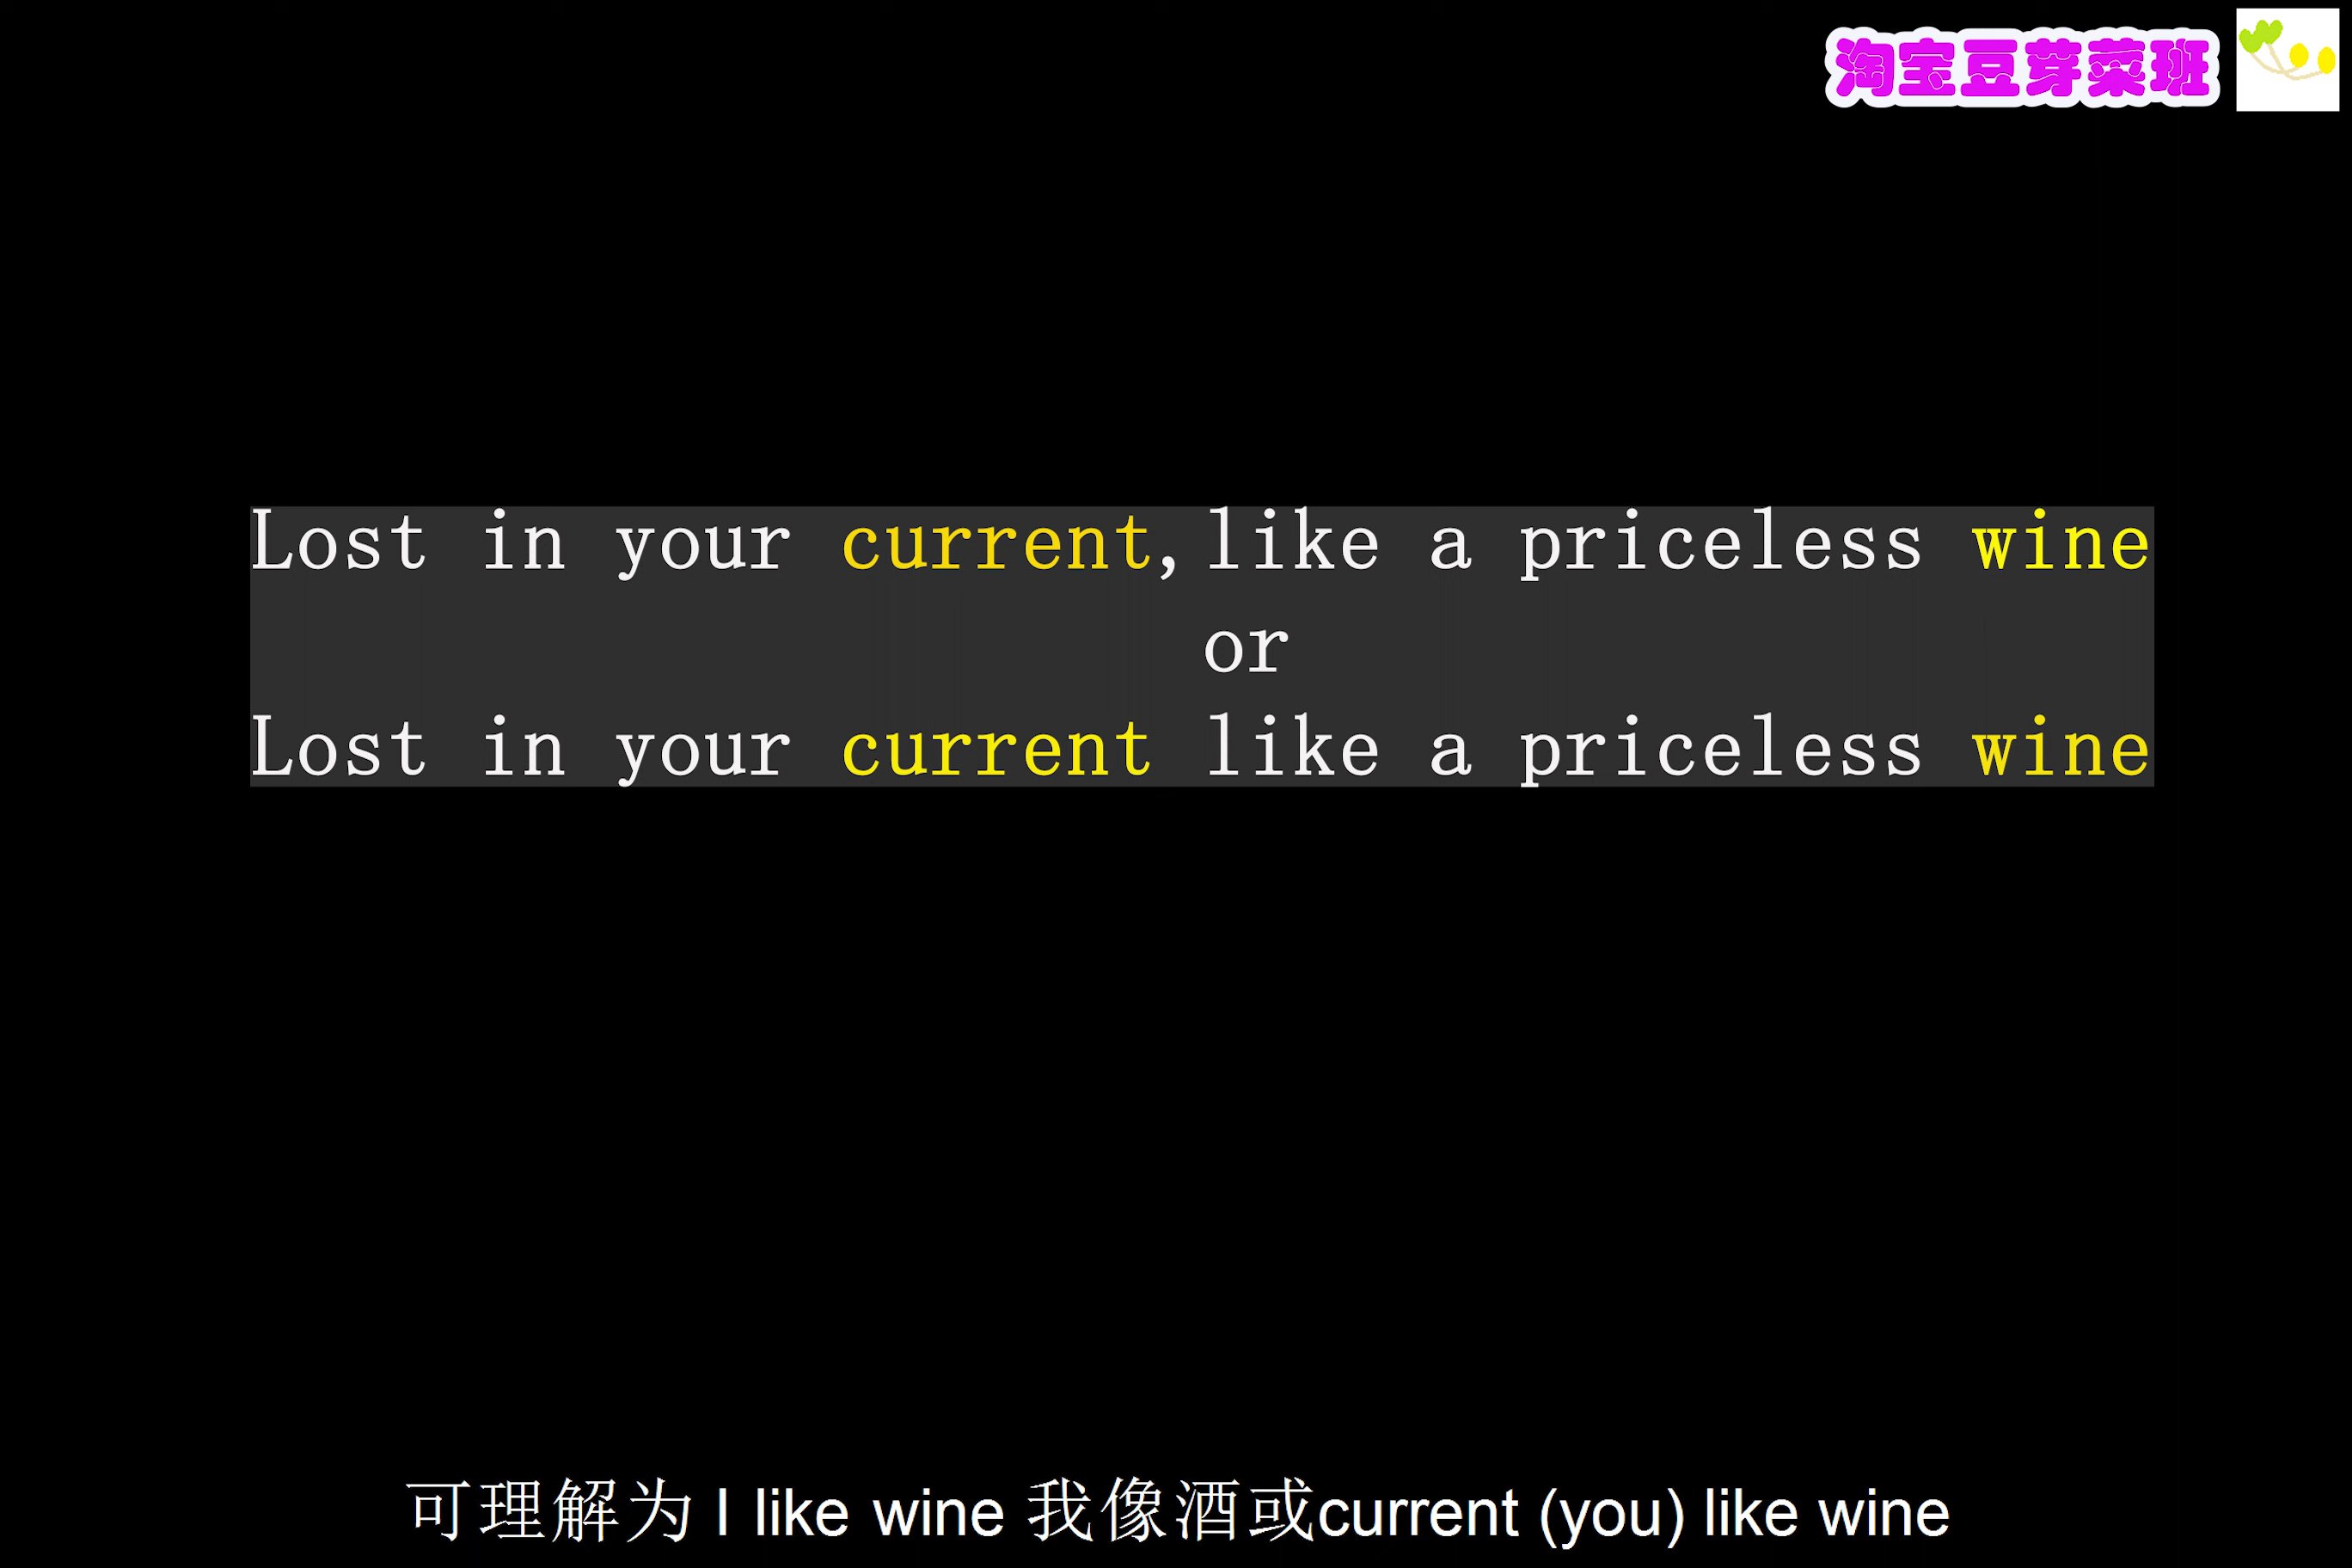 淘宝豆芽菜班
Lost in your current,like a priceless wine
or
Lost in your current like a priceless wine
可理解为 I like wine 我像酒或current (you) like wine